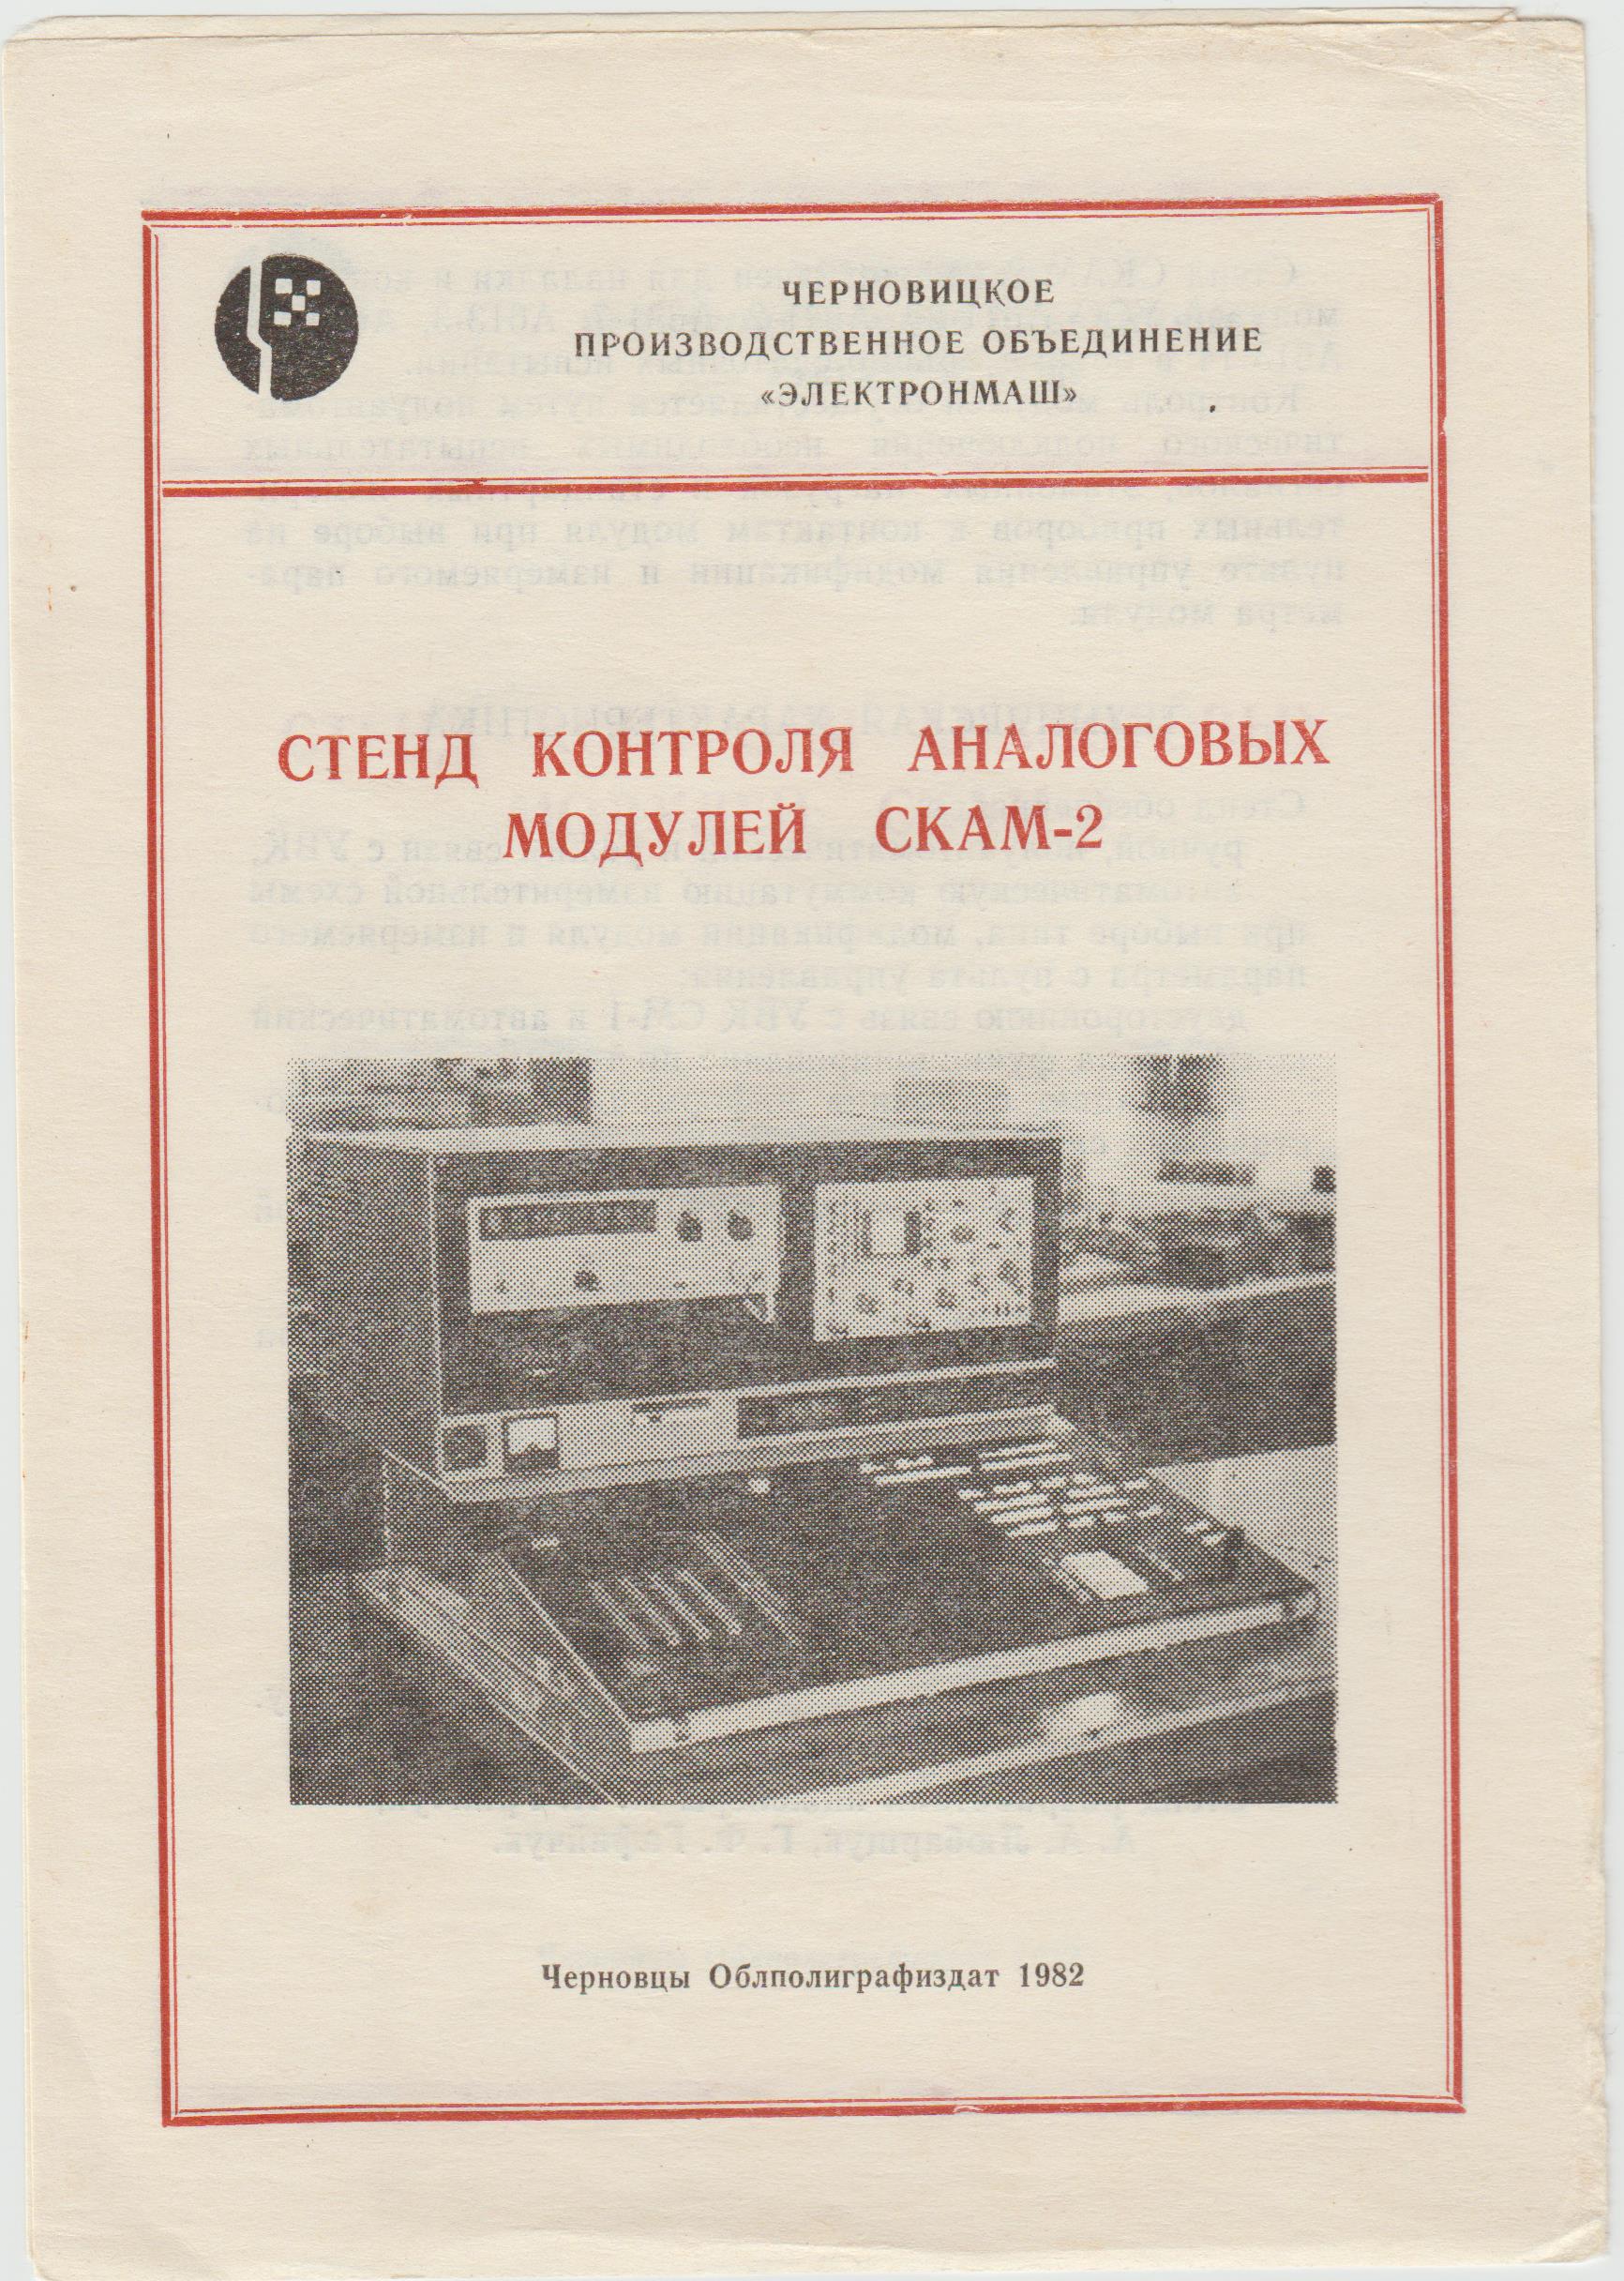 ЧЕРНОВИЦКОЕ
ПРОИЗВОДСТВЕННОЕ ОБЪЕДИНЕНИЕ
«ЭЛЕКТРОНМАШ»
СТЕНД КОНТРОЛЯ АНАЛОГОВЫХ
МОДУЛЕЙ СКАМ-2
Черновцы Облполиграфиздат 1982